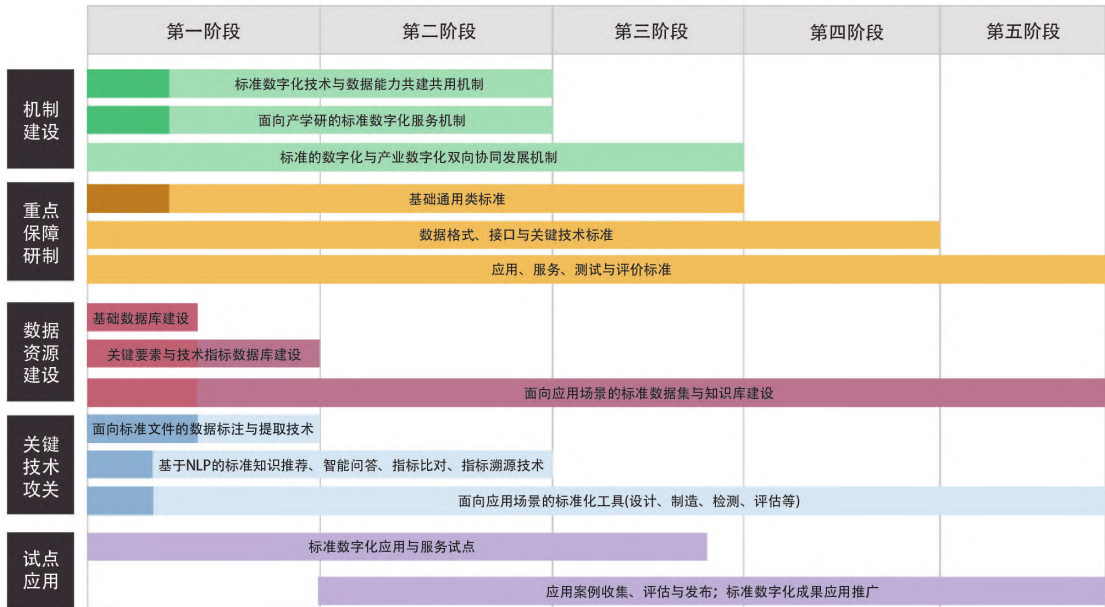 第一阶段
第二阶段
第三阶段
第四阶段
第五阶段
机制
建设
标准数字化技术与数据能力共建共用机制
面向产学研的标准数字化服务机制
标准的数字化与产业数字化双向协同发展机制
重点
保障
研制
基础通用类标准
数据格式、接口与关键技术标准
应用、服务、测试与评价标准
数据
资源
建设
基础数据库建设
关键要素与技术指标数据库建设
面向应用场景的标准数据集与知识库建设
关键
技术
攻关
面向标准文件的数据标注与提取技术
基于NLP的标准知识推荐、智能问答、指标比对、指标溯源技术
面向应用场景的标准化工具(设计、制造、检测、评估等)
试点
应用
标准数字化应用与服务试点
应用案例收集、评估与发布；标准数字化成果应用推广